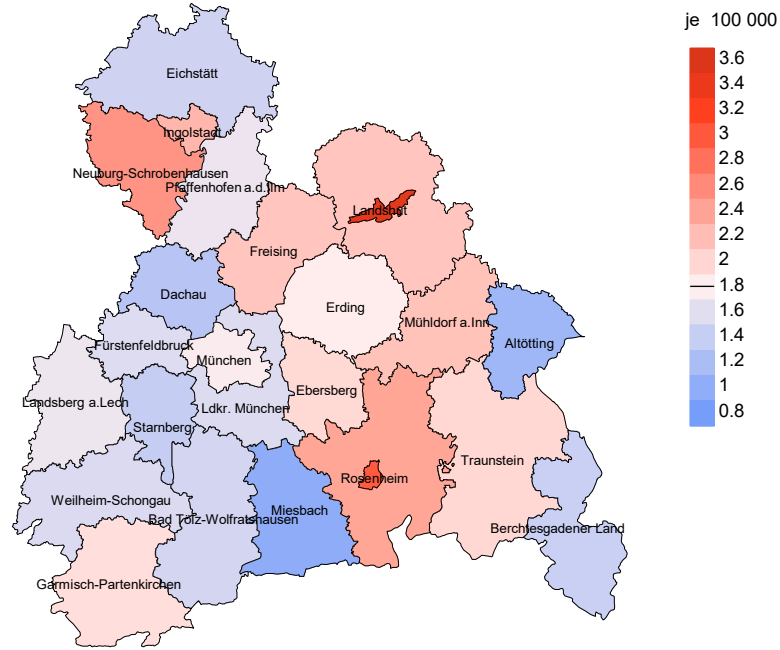 je 100 000
3.6
3.4
3.2
3
2.8
2.6
2.4
2.2
2
1.8
1.6
1.4
1.2
1
0.8
Eichstätt
Ingolstadt
Neuburg-Schrobenhausen
Pfaffenhofen a.d.Ilm
Landshut
Freising
Dachau
Erding
Mühldorf a.Inn
Altötting
Fürstenfeldbruck
München
Ebersberg
Landsberg a.Lech
Ldkr. München
Starnberg
Traunstein
Rosenheim
Weilheim-Schongau
Miesbach
Bad Tölz-Wolfratshausen
Berchtesgadener Land
Garmisch-Partenkirchen